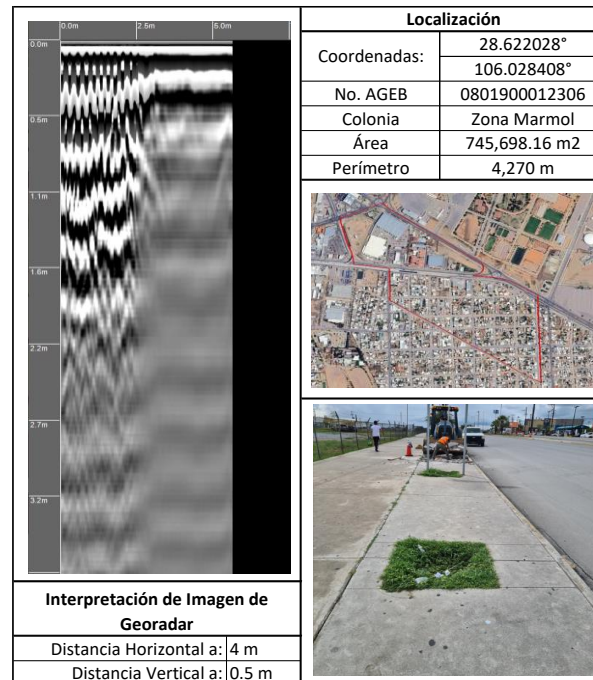 0.0m 2.5m 5.0m
0.0m
0.5m
1.1m
1.6m
2.2m
2.7m
3.2m
Interpretación de Imagen de
Georadar
Distancia Horizontal a: 4 m
Distancia Vertical a: 0.5 m
Localización
Coordenadas: 28.622028°
106.028408°
No. AGEB 0801900012306
Colonia Zona Marmol
Área 745,698.16 m2
Perímetro 4,270 m